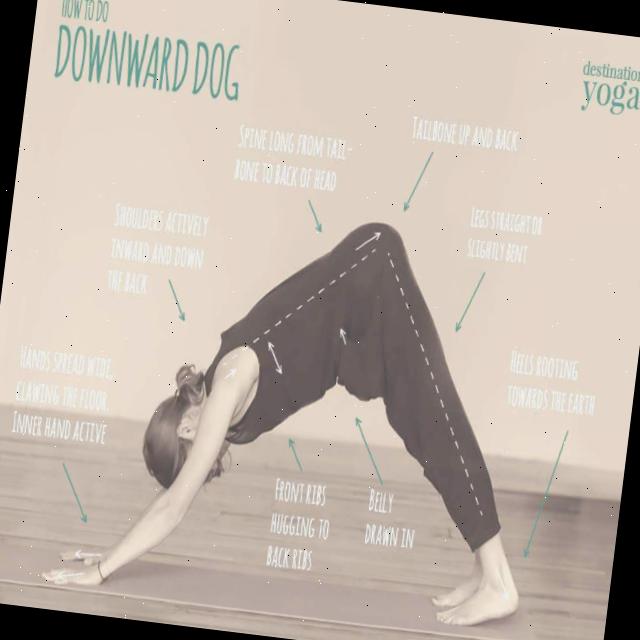 HOW TO DO
DOWNWARD DOG
destination
yoga
SPINE LONG FROM TAIL-
BONE TO BACK OF HEAD
TAILBONE UP AND BACK
SHOULDERS ACTIVELY
INWARD AND DOWN
THE BACK
LEGS STRAIGHT OR
SLIGHTLY BENT
HANDS SPREAD WIDE,
CLAWING THE FLOOR,
INNER HAND ACTIVE
HEELS ROOTING
TOWARDS THE EARTH
FRONT RIBS
HUGGING TO
BACK RIBS
BELLY
DRAWN IN